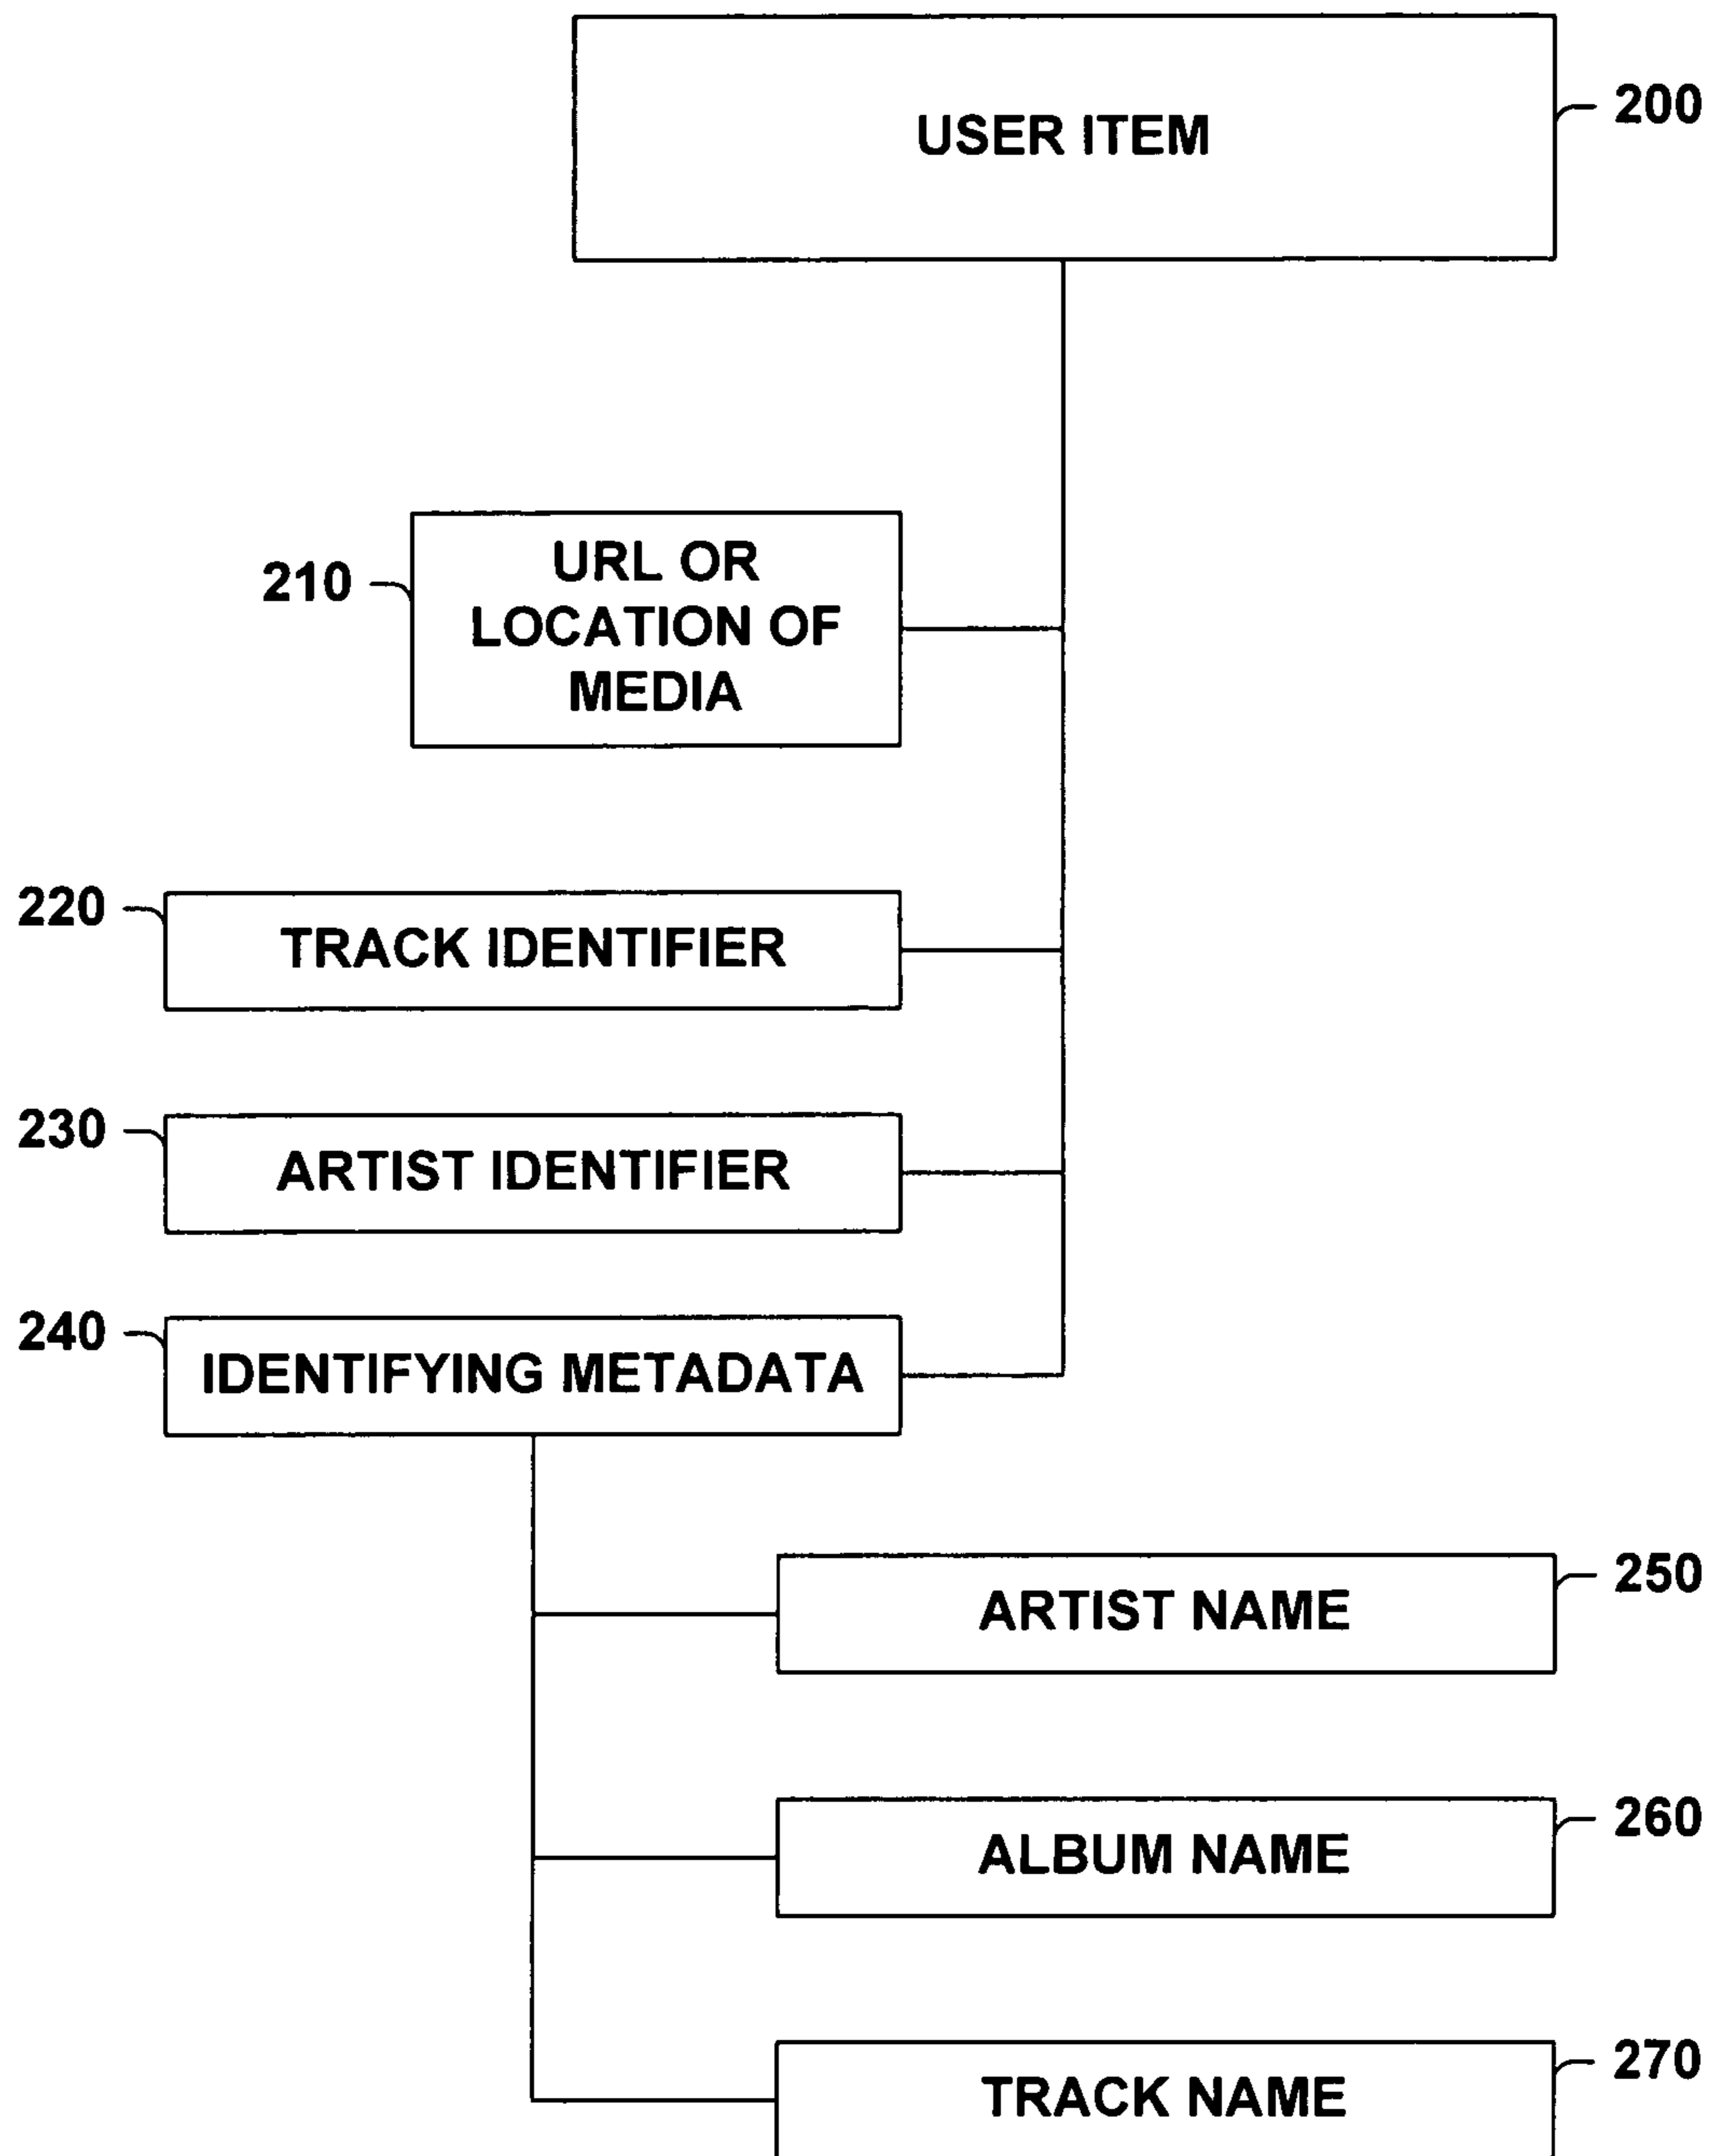 USER ITEM
200
210
URL OR
LOCATION OF
MEDIA
220
TRACK IDENTIFIER
230
ARTIST IDENTIFIER
240
IDENTIFYING METADATA
ARTIST NAME
250
ALBUM NAME
260
TRACK NAME
270